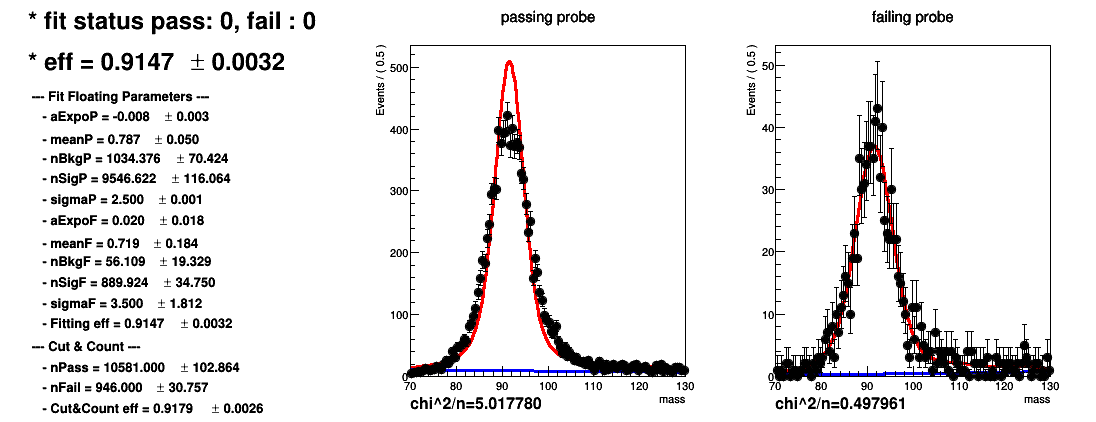 * fit status pass: 0, fail : 0
* eff = 0.9147 ± 0.0032
--- Fit Floating Parameters ---
- aExpoP = -0.008 ± 0.003
- meanP = 0.787 ± 0.050
- nBkgP = 1034.376 ± 70.424
- nSigP = 9546.622 ± 116.064
- sigmaP = 2.500 ± 0.001
- aExpoF = 0.020 ± 0.018
- meanF = 0.719 ± 0.184
- nBkgF = 56.109 ± 19.329
- nSigF = 889.924 ± 34.750
- sigmaF = 3.500 ± 1.812
- Fitting eff = 0.9147 ± 0.0032
--- Cut & Count ---
- nPass = 10581.000 ± 102.864
- nFail = 946.000 ± 30.757
- Cut&Count eff = 0.9179 ± 0.0026
passing probe
Events / ( 0.5 )
500
400
300
200
100
0
70 80 90 100 110 120 130
mass
chi^2/n=5.017780
failing probe
Events / ( 0.5 )
50
40
30
20
10
0
70 80 90 100 110 120 130
mass
chi^2/n=0.497961